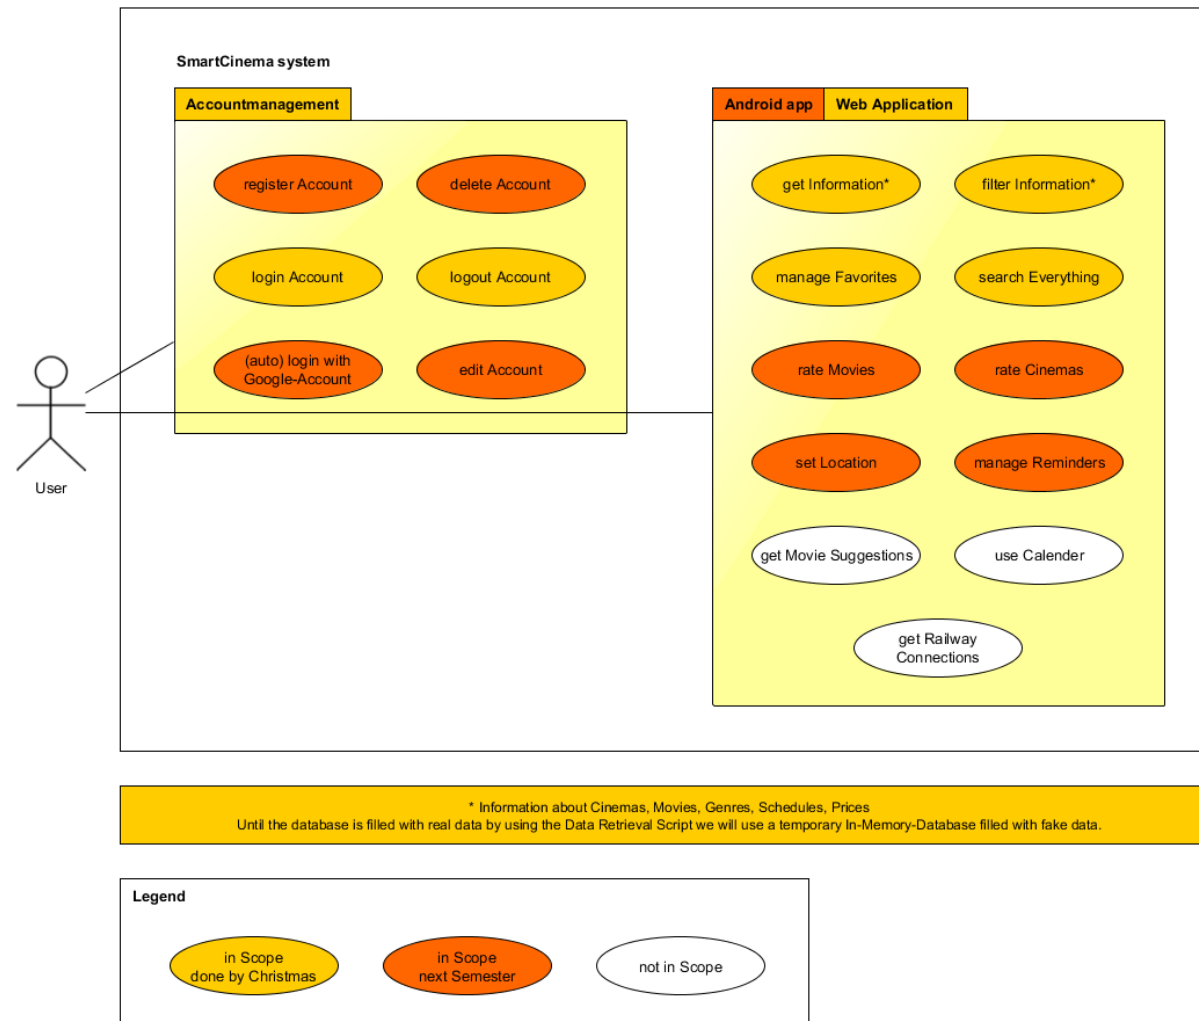 SmartCinema system
Accountmanagement
register Account
delete Account
login Account
logout Account
(auto) login with
Google-Account
edit Account
Android app
Web Application
get Information*
filter Information*
manage Favorites
search Everything
rate Movies
rate Cinemas
set Location
manage Reminders
get Movie Suggestions
use Calender
get Railway
Connections
User
* Information about Cinemas, Movies, Genres, Schedules, Prices
Until the database is filled with real data by using the Data Retrieval Script we will use a temporary In-Memory-Database filled with fake data.
Legend
in Scope
done by Christmas
in Scope
next Semester
not in Scope